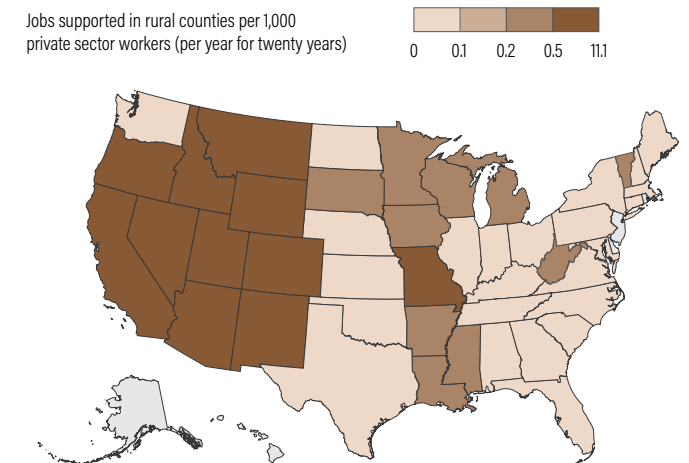 Jobs supported in rural counties per 1,000
private sector workers (per year for twenty years)
0 0.1 0.2 0.5 11.1